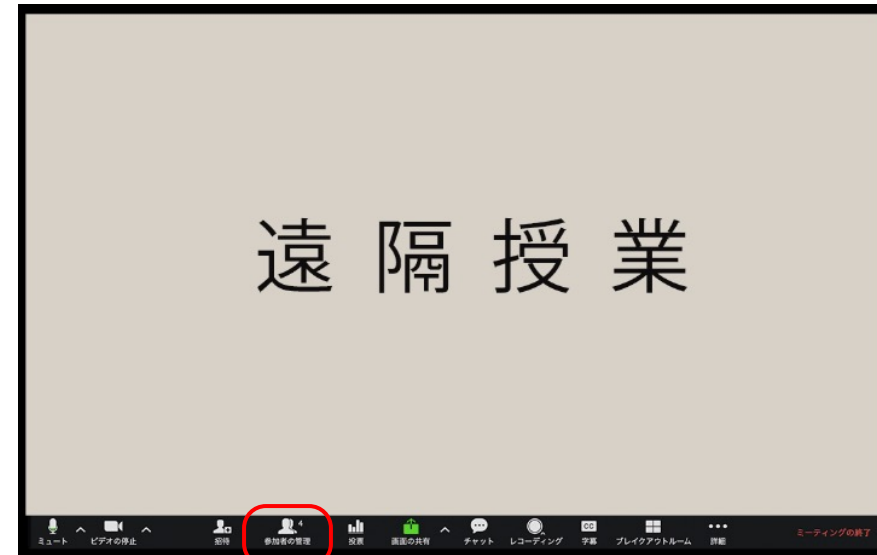 遠隔授業
ミュート ビデオの停止 招待 参加者の管理 4 投票 画面の共有 チャット レコーディング CC 字幕 ブレイクアウトルーム 詳細 ミーティングの終了